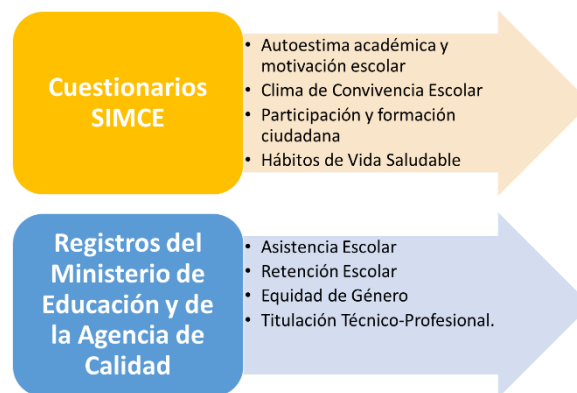 Cuestionarios
SIMCE
• Autoestima académica y
motivación escolar
• Clima de Convivencia Escolar
• Participación y formación
ciudadana
• Hábitos de Vida Saludable
Registros del
Ministerio de
Educación y de
la Agencia de
Calidad
• Asistencia Escolar
• Retención Escolar
• Equidad de Género
• Titulación Técnico-Profesional.